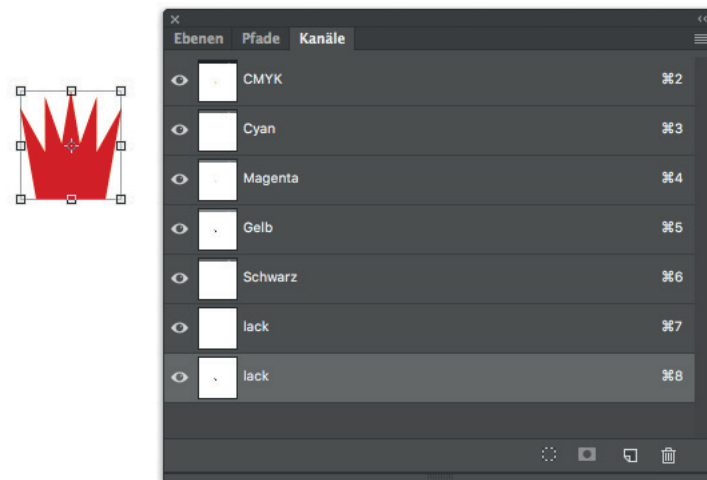 Ebenen Pfade Kanäle
CMYK ⌘2
Cyan ⌘3
Magenta ⌘4
Gelb ⌘5
Schwarz ⌘6
lack ⌘7
lack ⌘8